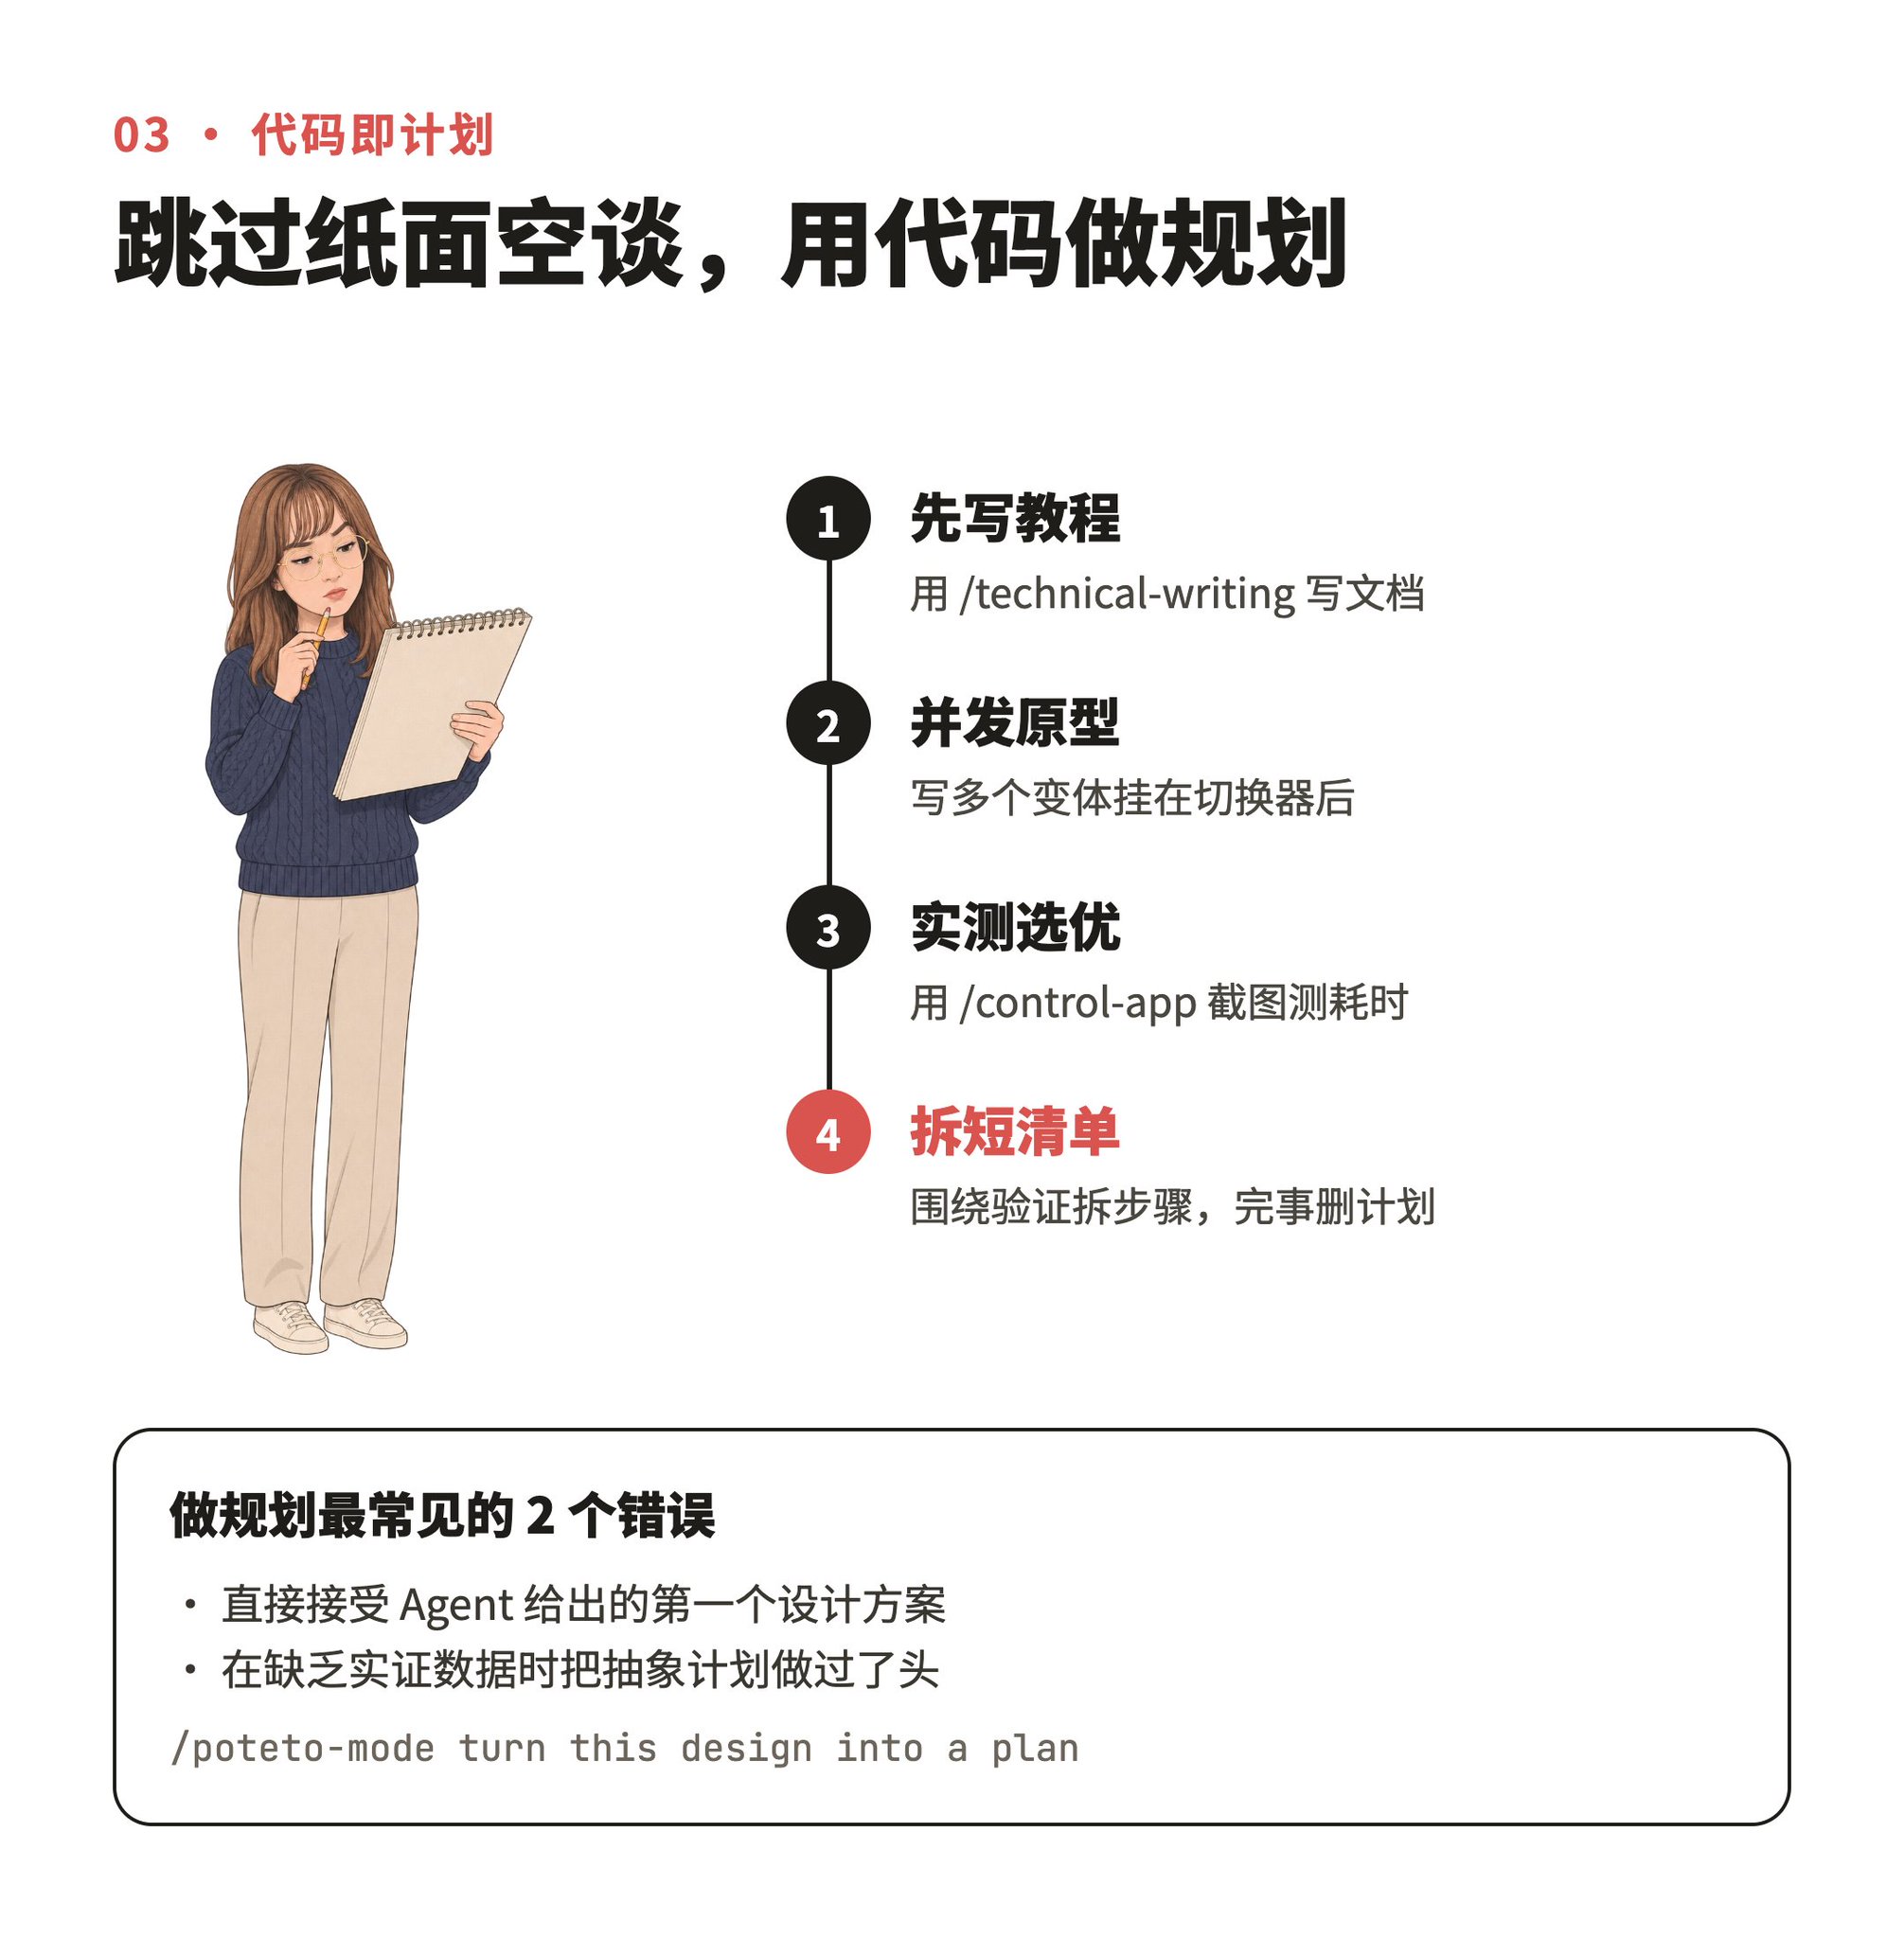 03 • 代码即计划
跳过纸面空谈，用代码做规划
1 先写教程
用 /technical-writing 写文档
2 并发原型
写多个变体挂在切换器后
3 实测选优
用 /control-app 截图测耗时
4 拆短清单
围绕验证拆步骤，完事删计划
做规划最常见的 2 个错误
• 直接接受 Agent 给出的第一个设计方案
• 在缺乏实证数据时把抽象计划做过了头
/poteto-mode turn this design into a plan